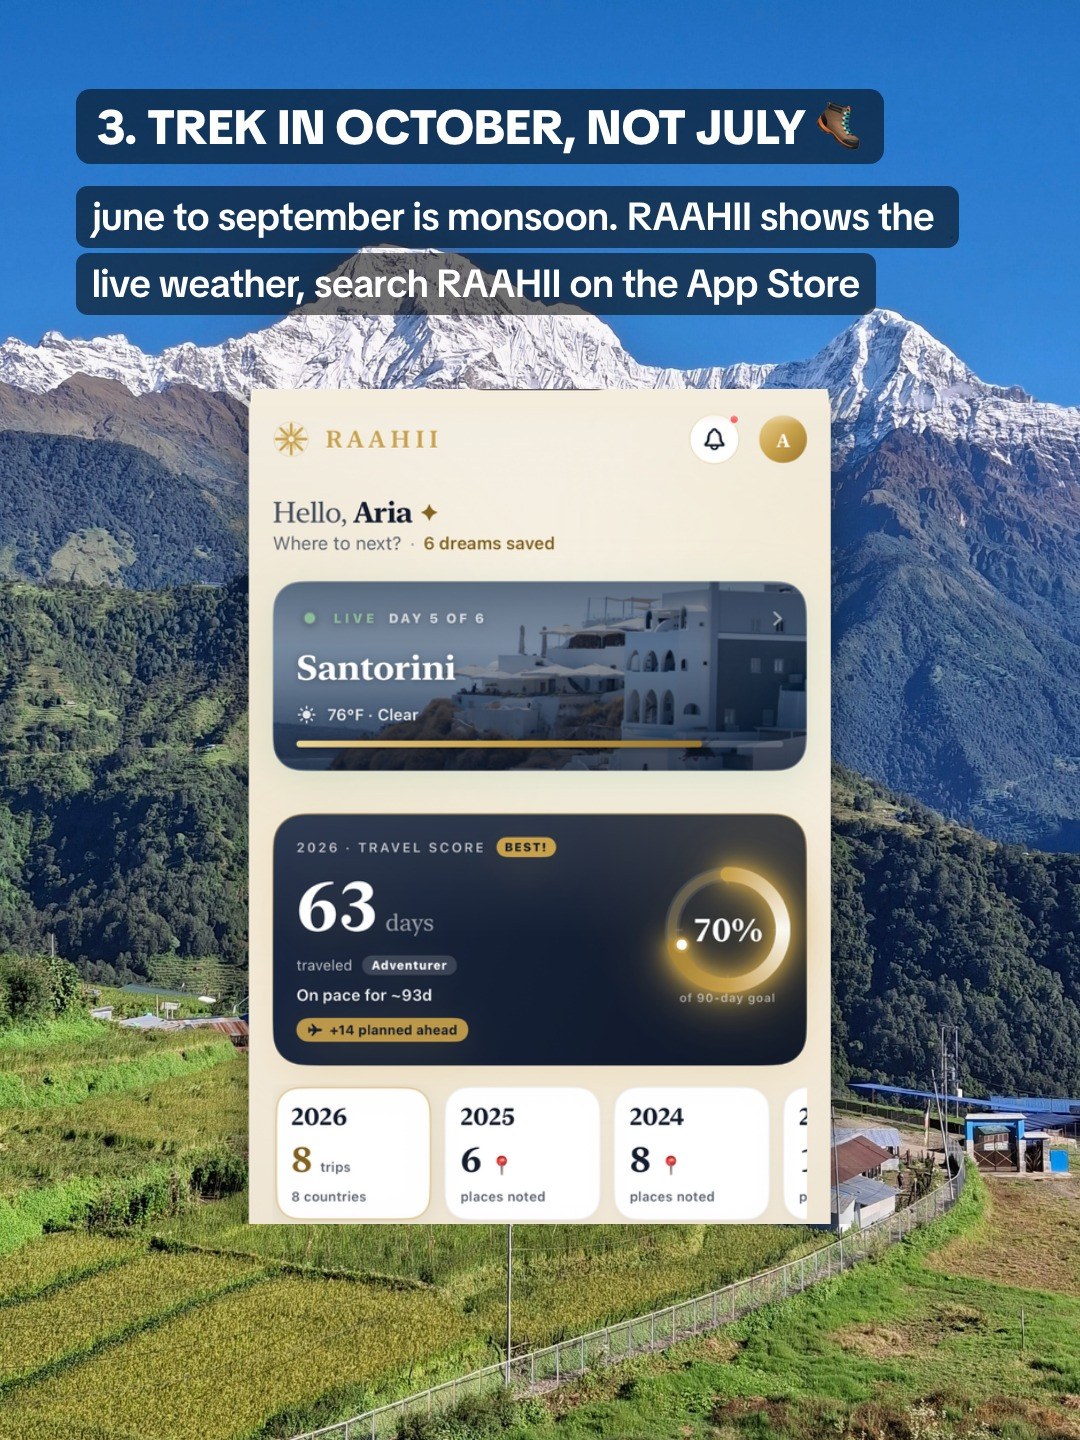 3. TREK IN OCTOBER, NOT JULY 🥾
june to september is monsoon. RAAHII shows the
live weather, search RAAHII on the App Store
RAAHII
A
Hello, Aria ✦
Where to next? · 6 dreams saved
LIVE DAY 5 OF 6
Santorini
76°F · Clear
2026 · TRAVEL SCORE BEST!
63 days
70%
traveled Adventurer
On pace for ~93d
of 90-day goal
+14 planned ahead
2026
8 trips
8 countries
2025
6 📍
places noted
2024
8 📍
places noted